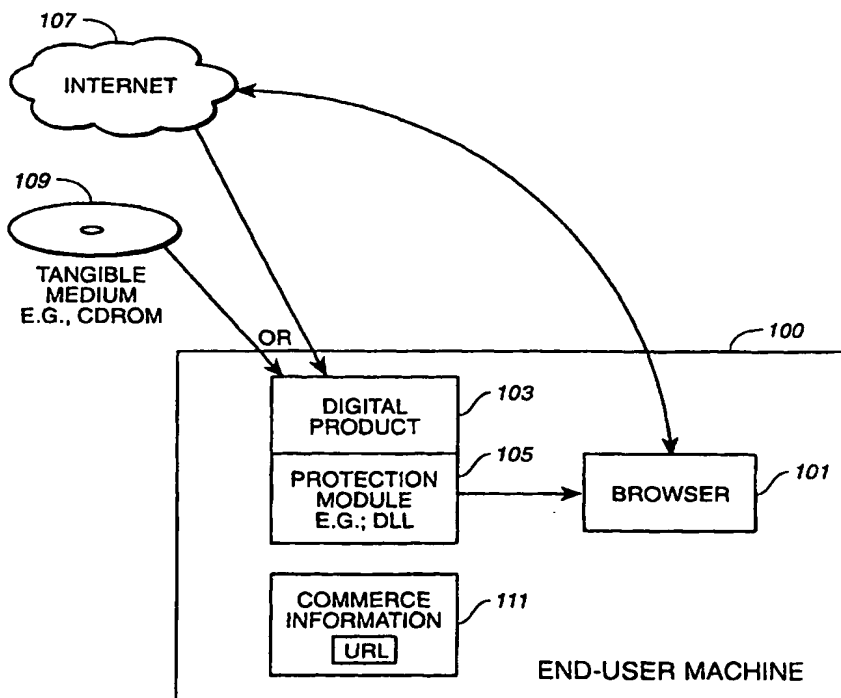 107
INTERNET
109
TANGIBLE
MEDIUM
E.G., CDROM
OR
100
DIGITAL
PRODUCT
103
PROTECTION
MODULE
E.G.; DLL
105
BROWSER
101
COMMERCE
INFORMATION
URL
111
END-USER MACHINE